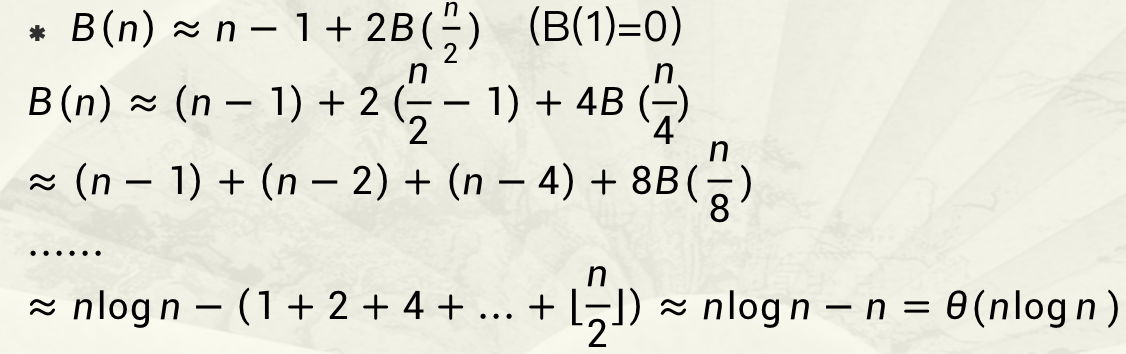 * B(n) ≈ n − 1 + 2B(n/2) (B(1)=0)
B(n) ≈ (n − 1) + 2 (n/2 − 1) + 4B (n/4)
≈ (n − 1) + (n − 2) + (n − 4) + 8B(n/8)
......
≈ nlog n − (1 + 2 + 4 + ... + ⌊n/2⌋) ≈ nlog n − n = θ(nlog n )